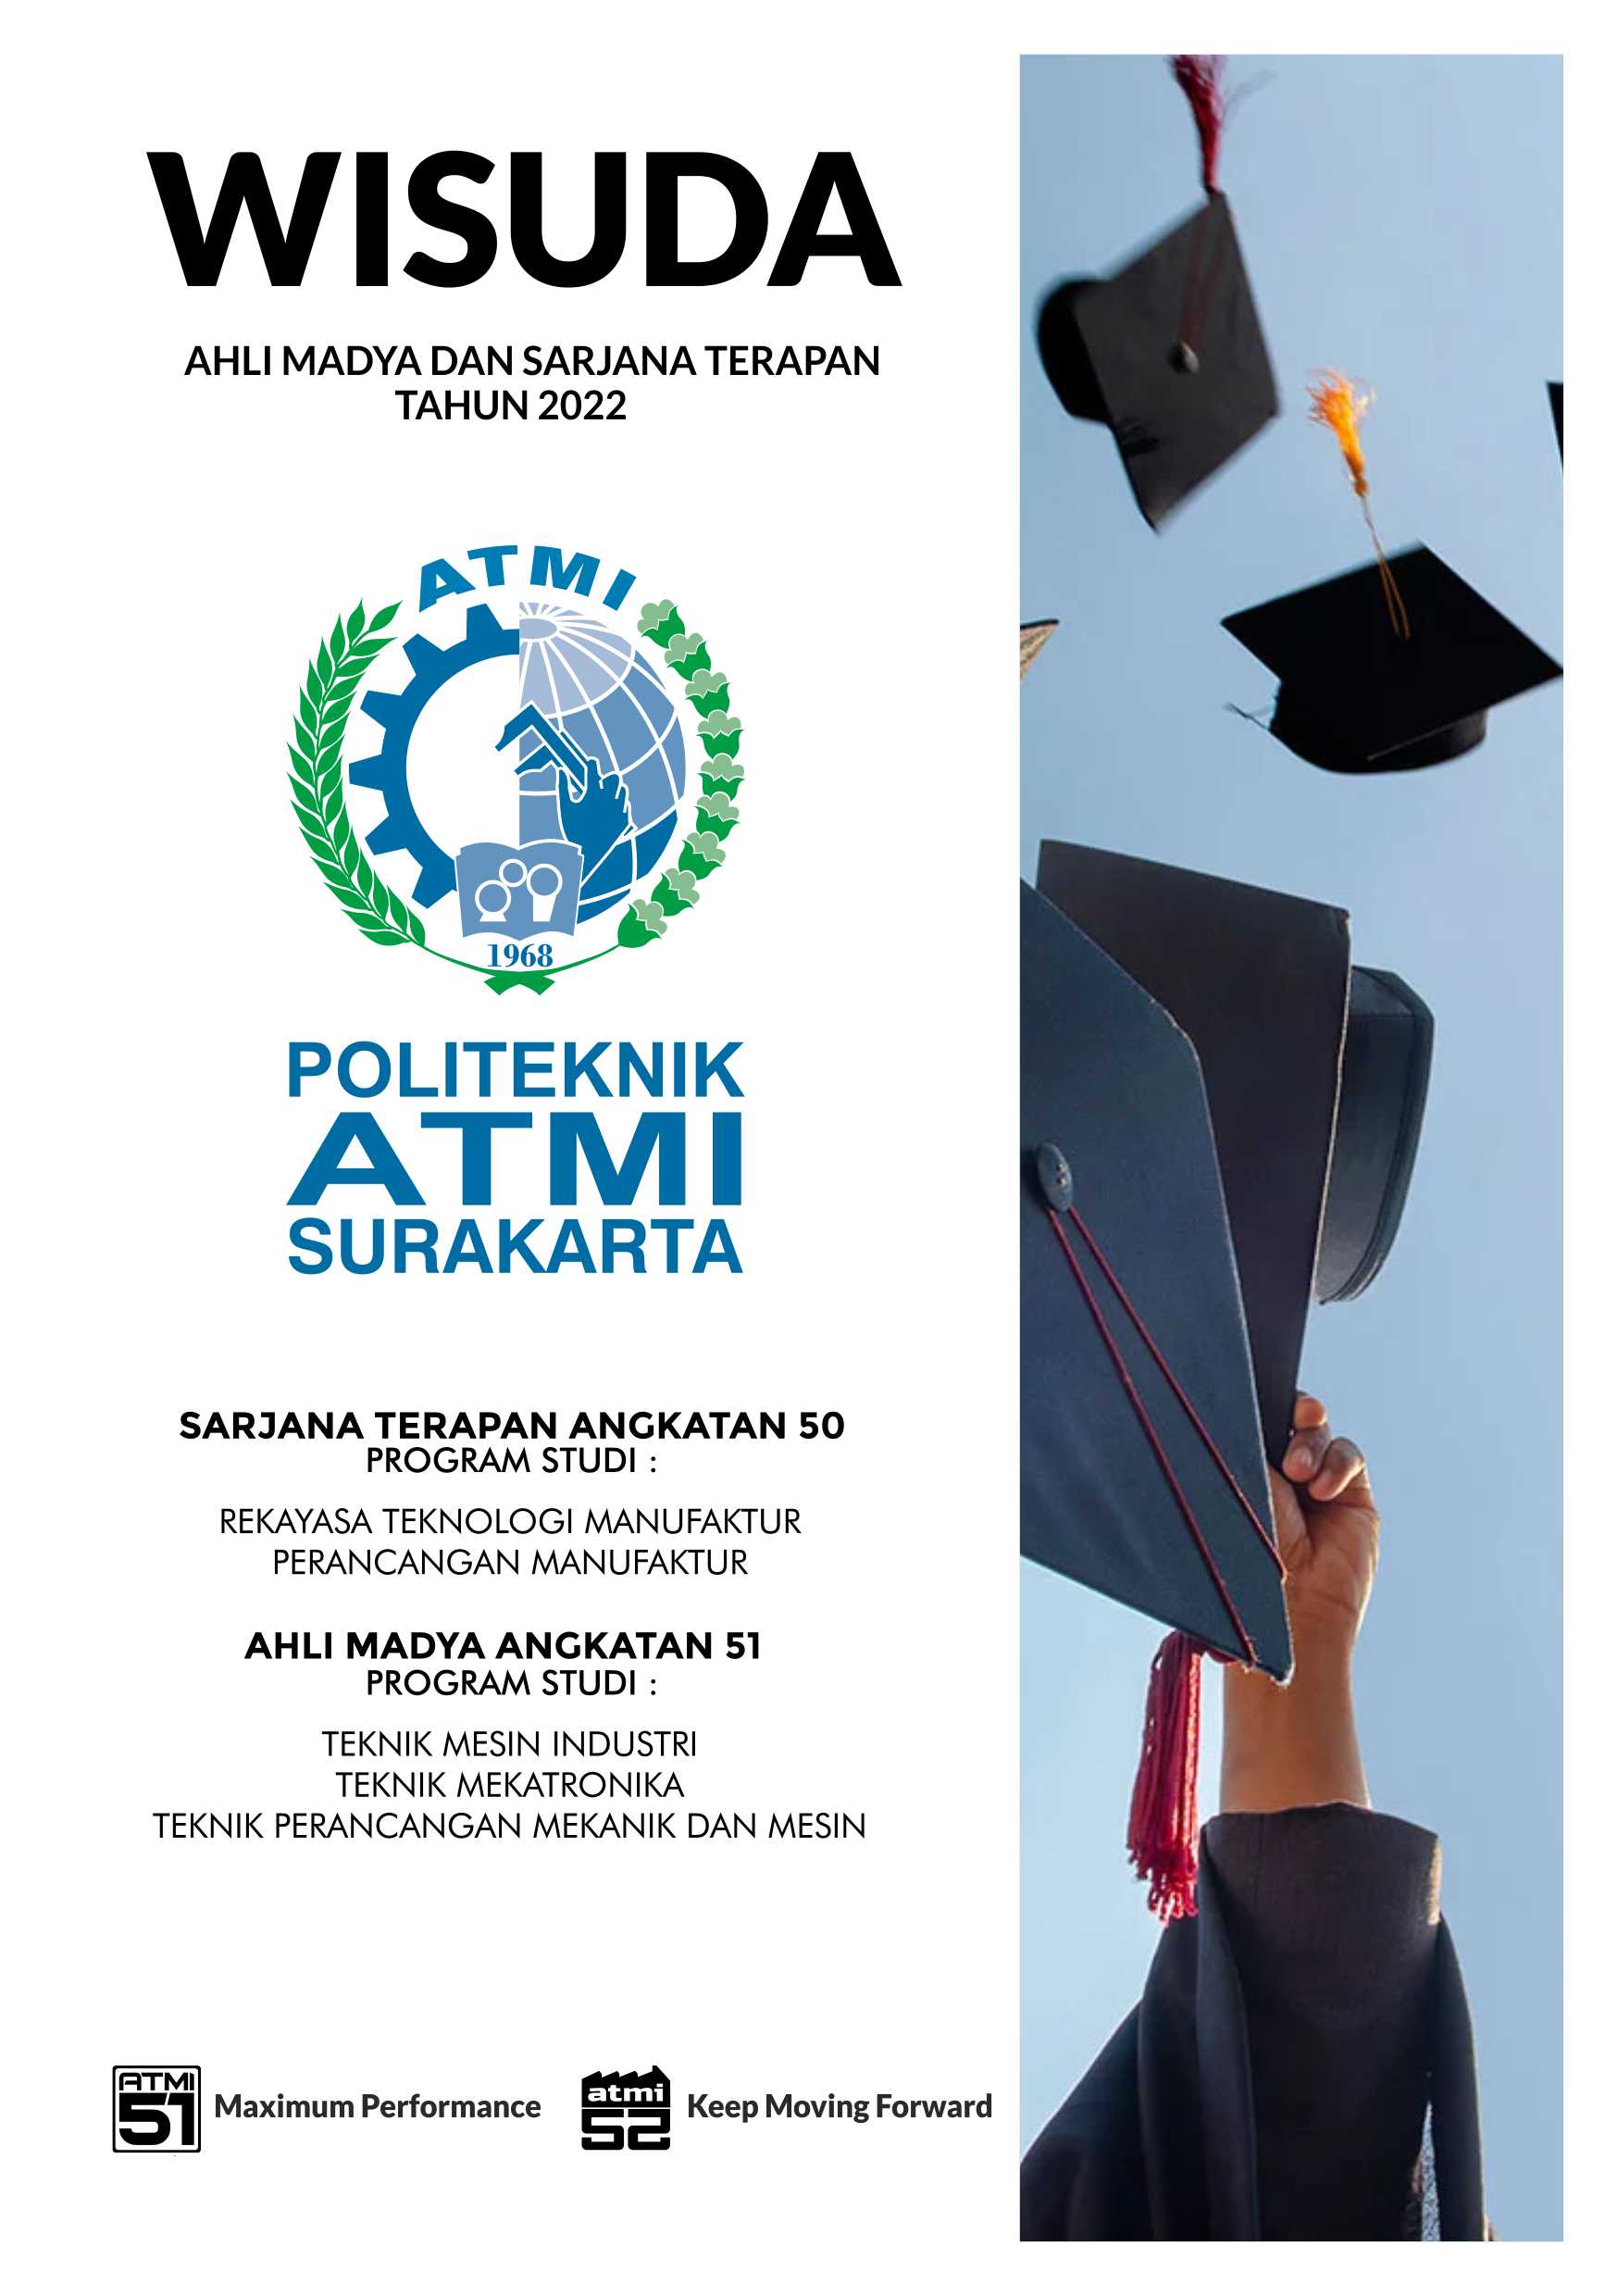 WISUDA
AHLI MADYA DAN SARJANA TERAPAN
TAHUN 2022
ATMI
1968
POLITEKNIK
ATMI
SURAKARTA
SARJANA TERAPAN ANGKATAN 50
PROGRAM STUDI :
REKAYASA TEKNOLOGI MANUFAKTUR
PERANCANGAN MANUFAKTUR
AHLI MADYA ANGKATAN 51
PROGRAM STUDI :
TEKNIK MESIN INDUSTRI
TEKNIK MEKATRONIKA
TEKNIK PERANCANGAN MEKANIK DAN MESIN
ATMI
51
Maximum Performance
atmi
52
Keep Moving Forward